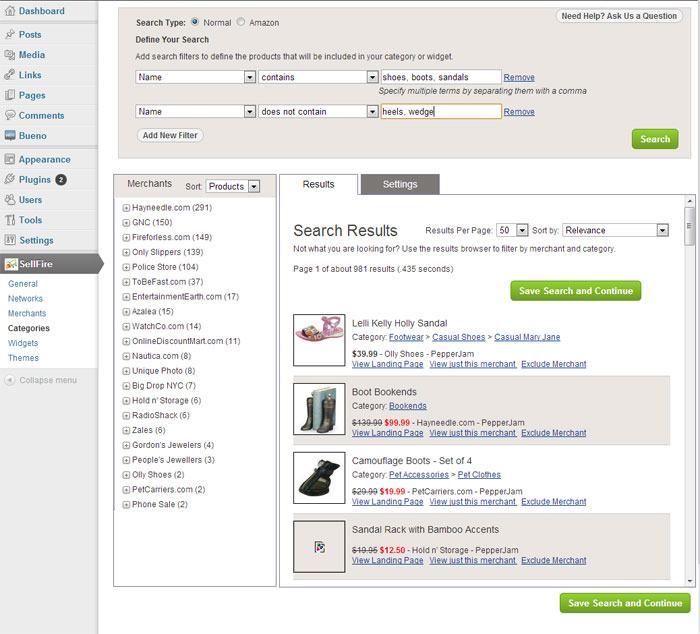 Dashboard
Posts
Media
Links
Pages
Comments
Bueno
Appearance
Plugins 2
Users
Tools
Settings
SellFire
General
Networks
Merchants
Categories
Widgets
Themes
Collapse menu
Need Help? Ask Us a Question
Search Type: Normal Amazon
Define Your Search
Add search filters to define the products that will be included in your category or widget.
Name contains shoes, boots, sandals Remove
Specify multiple terms by separating them with a comma
Name does not contain heels, wedge Remove
Add New Filter
Search
Merchants Sort: Products
Hayneedle.com (291)
GNC (150)
Fireforless.com (149)
Only Slippers (139)
Police Store (104)
ToBeFast.com (37)
EntertainmentEarth.com (17)
Azalea (15)
WatchCo.com (14)
OnlineDiscountMart.com (11)
Nautica.com (8)
Unique Photo (8)
Big Drop NYC (7)
Hold n' Storage (6)
RadioShack (6)
Zales (6)
Gordon's Jewelers (4)
People's Jewellers (3)
Olly Shoes (2)
PetCarriers.com (2)
Phone Sale (2)
Results Settings
Search Results Results Per Page: 50 Sort by: Relevance
Not what you are looking for? Use the results browser to filter by merchant and category.
Page 1 of about 981 results (.435 seconds)
Save Search and Continue
Lelli Kelly Holly Sandal
Category: Footwear > Casual Shoes > Casual Mary Jane
$39.99 - Olly Shoes - PepperJam
View Landing Page View just this merchant Exclude Merchant
Boot Bookends
Category: Bookends
$139.99 $99.99 - Hayneedle.com - PepperJam
View Landing Page View just this merchant Exclude Merchant
Camouflage Boots - Set of 4
Category: Pet Accessories > Pet Clothes
$29.99 $19.99 - PetCarriers.com - PepperJam
View Landing Page View just this merchant Exclude Merchant
Sandal Rack with Bamboo Accents
$19.95 $12.50 - Hold n' Storage - PepperJam
View Landing Page View just this merchant Exclude Merchant
Save Search and Continue